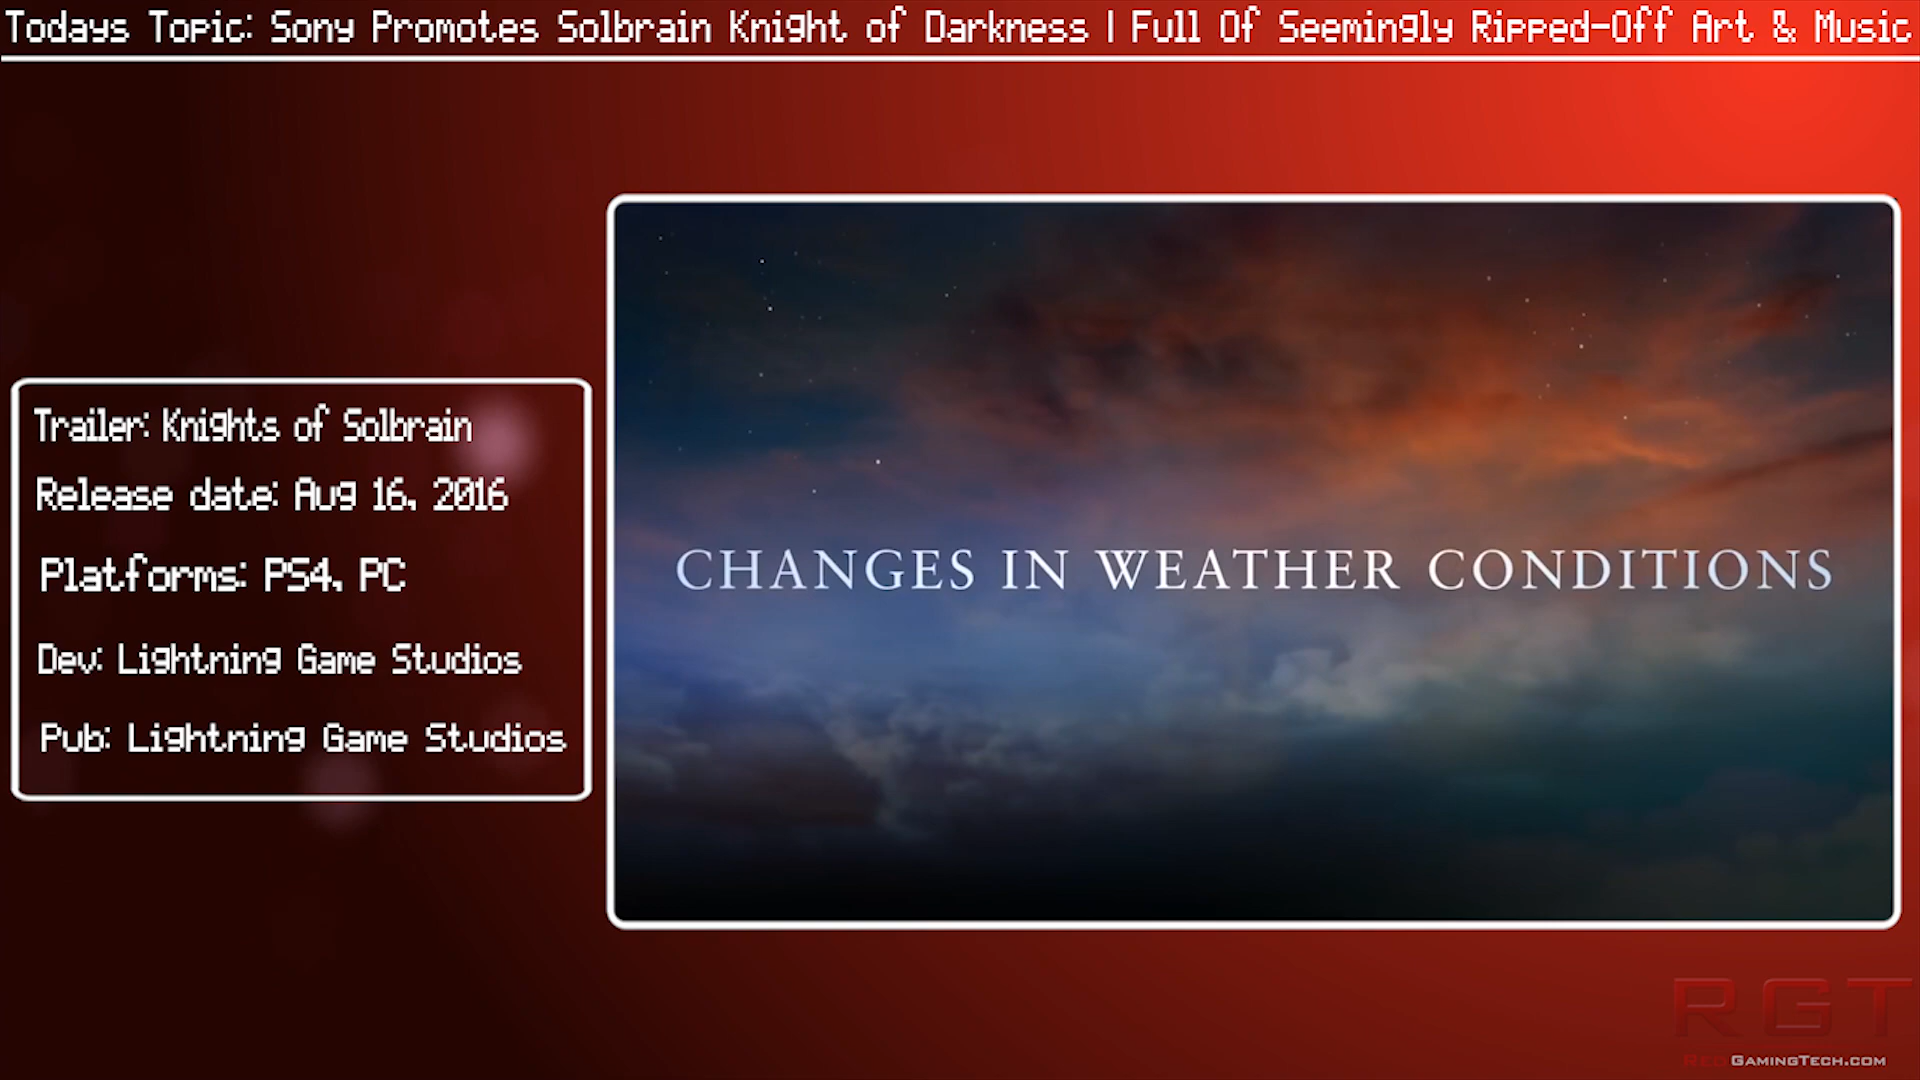 Todays Topic: Sony Promotes Solbrain Knight of Darkness | Full Of Seemingly Ripped-Off Art & Music
Trailer: Knights of Solbrain
Release date: Aug 16, 2016
Platforms: PS4, PC
Dev: Lightning Game Studios
Pub: Lightning Game Studios
CHANGES IN WEATHER CONDITIONS
RGT
REDGAMINGTECH.COM